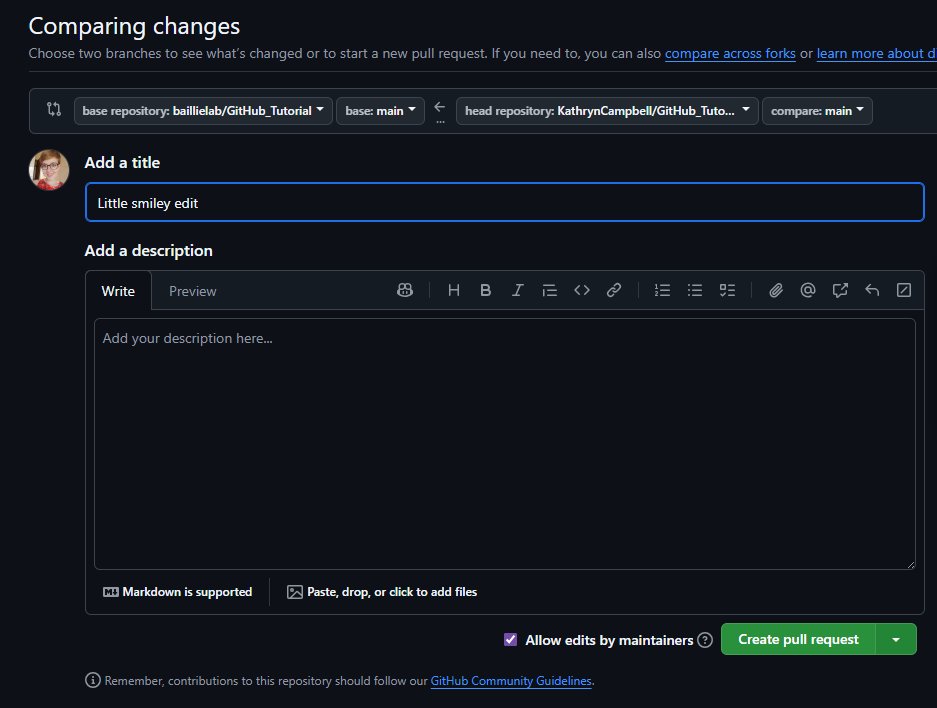 Comparing changes
Choose two branches to see what's changed or to start a new pull request. If you need to, you can also compare across forks or learn more about d
base repository: baillielab/GitHub_Tutorial base: main ... head repository: KathrynCampbell/GitHub_Tuto... compare: main
Add a title
Little smiley edit
Add a description
Write Preview
Add your description here...
Markdown is supported Paste, drop, or click to add files
Allow edits by maintainers ? Create pull request
Remember, contributions to this repository should follow our GitHub Community Guidelines.